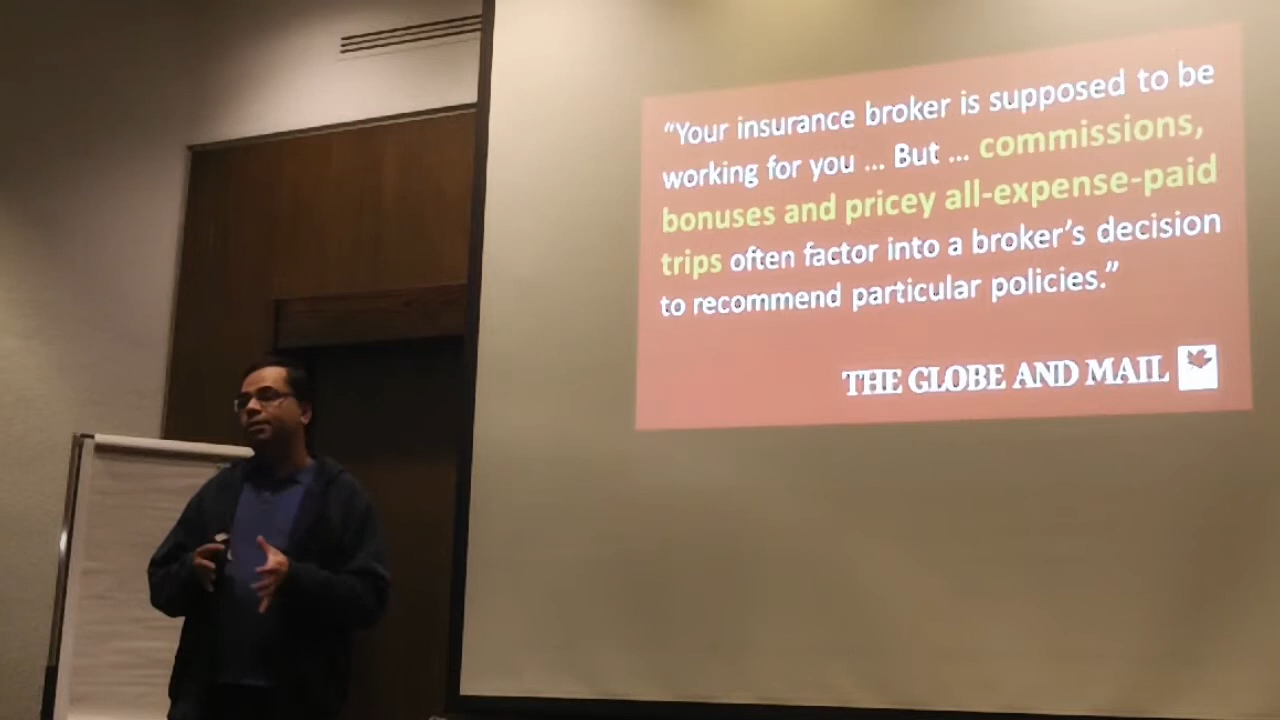 “Your insurance broker is supposed to be
working for you ... But ... commissions,
bonuses and pricey all-expense-paid
trips often factor into a broker’s decision
to recommend particular policies.”
THE GLOBE AND MAIL